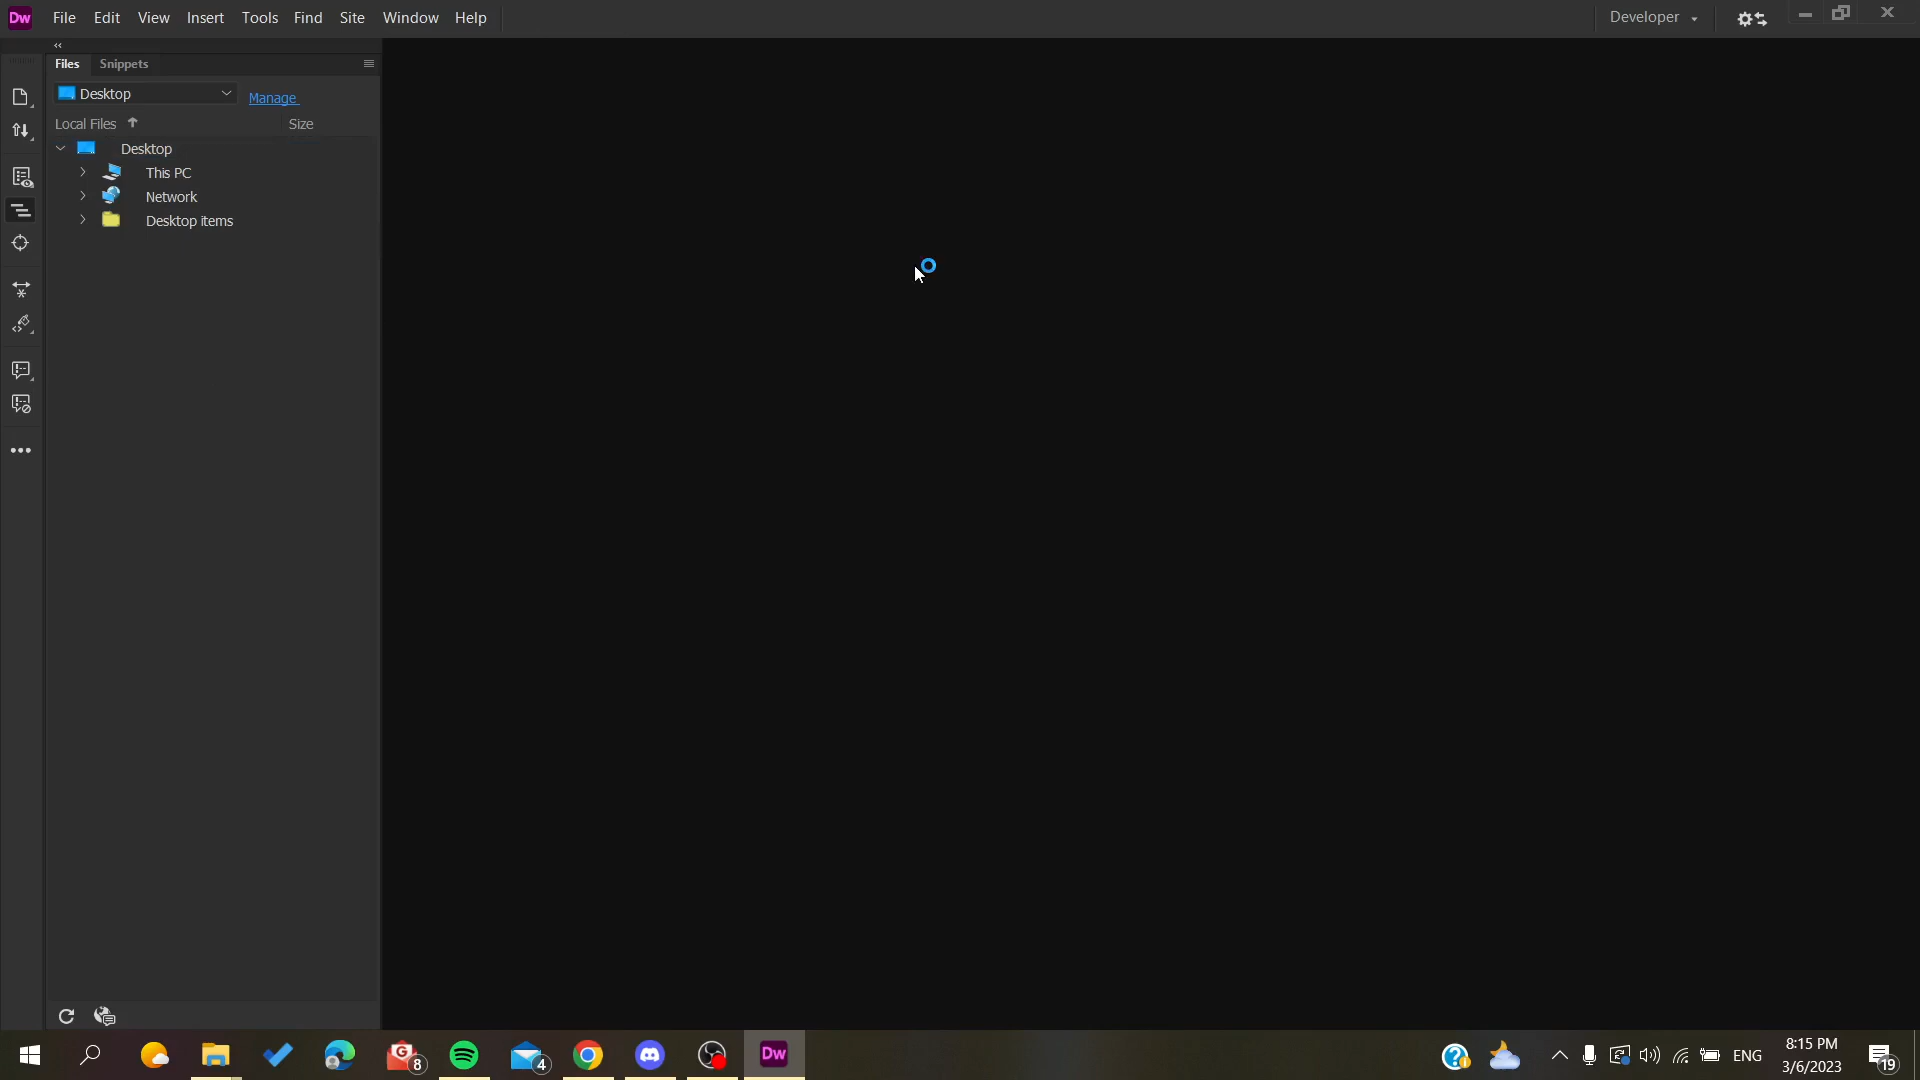 Dw File Edit View Insert Tools Find Site Window Help Developer
Files Snippets
Desktop Manage
Local Files Size
Desktop
This PC
Network
Desktop items
8 4 Dw ENG 8:15 PM
3/6/2023 19